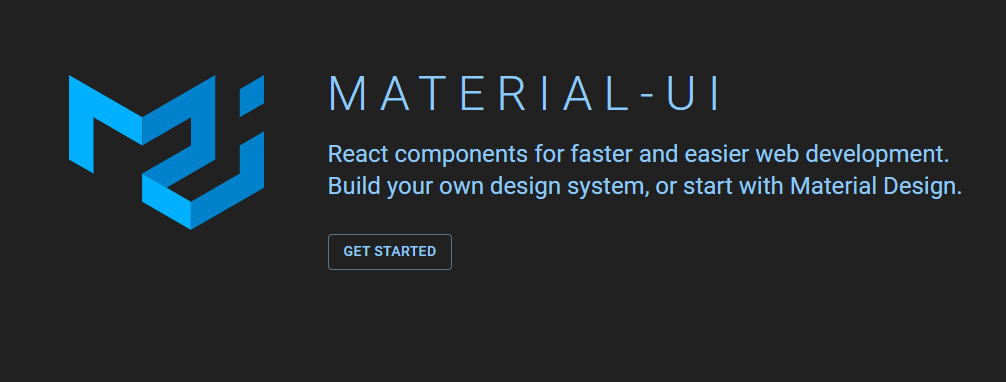 MATERIAL-UI
React components for faster and easier web development.
Build your own design system, or start with Material Design.
GET STARTED